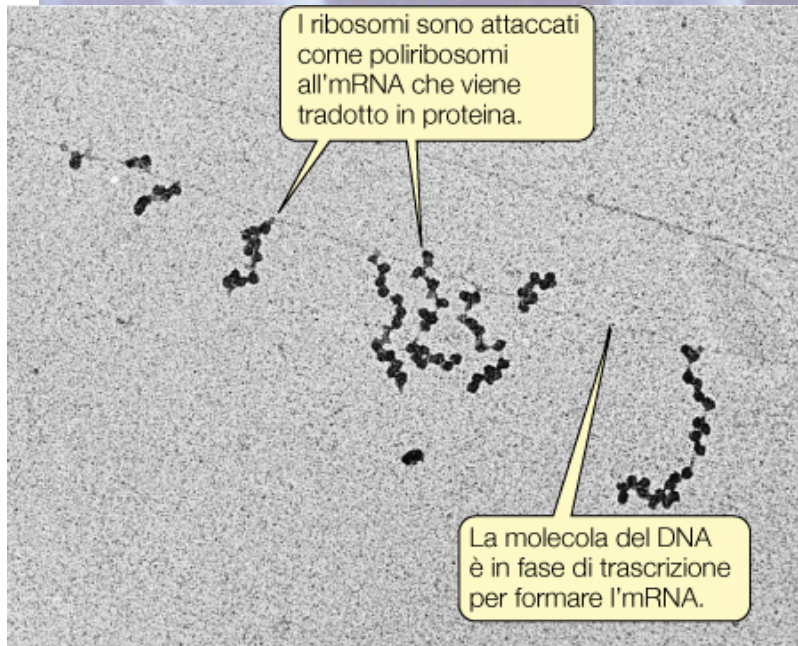 I ribosomi sono attaccati
come poliribosomi
all'mRNA che viene
tradotto in proteina.
La molecola del DNA
è in fase di trascrizione
per formare l'mRNA.